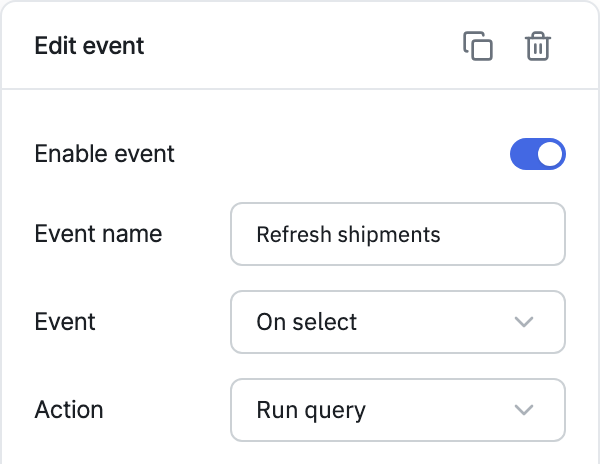 Edit event
Enable event
Event name Refresh shipments
Event On select
Action Run query